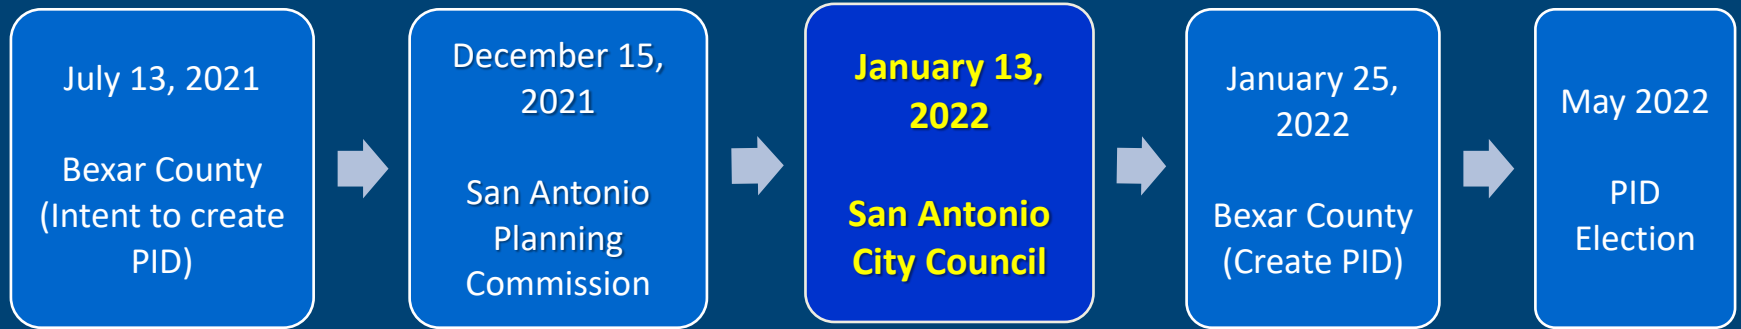 July 13, 2021
Bexar County
(Intent to create
PID)
December 15,
2021
San Antonio
Planning
Commission
January 13,
2022
San Antonio
City Council
January 25,
2022
Bexar County
(Create PID)
May 2022
PID
Election